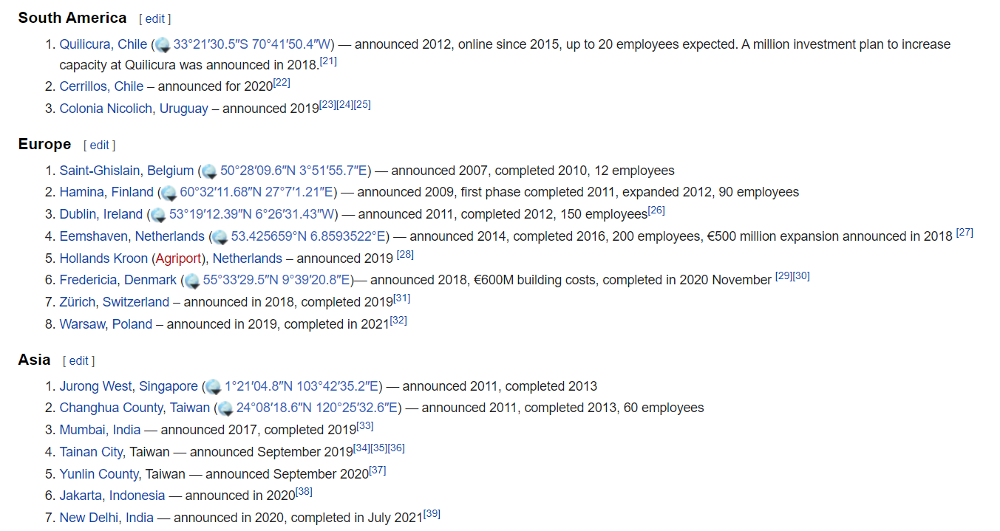 South America [ edit ]
1. Quilicura, Chile (33°21′30.5″S 70°41′50.4″W) — announced 2012, online since 2015, up to 20 employees expected. A million investment plan to increase
capacity at Quilicura was announced in 2018.[21]
2. Cerrillos, Chile – announced for 2020[22]
3. Colonia Nicolich, Uruguay – announced 2019[23][24][25]
Europe [ edit ]
1. Saint-Ghislain, Belgium (50°28′09.6″N 3°51′55.7″E) — announced 2007, completed 2010, 12 employees
2. Hamina, Finland (60°32′11.68″N 27°7′1.21″E) — announced 2009, first phase completed 2011, expanded 2012, 90 employees
3. Dublin, Ireland (53°19′12.39″N 6°26′31.43″W) — announced 2011, completed 2012, 150 employees[26]
4. Eemshaven, Netherlands (53.425659°N 6.8593522°E) — announced 2014, completed 2016, 200 employees, €500 million expansion announced in 2018 [27]
5. Hollands Kroon (Agriport), Netherlands – announced 2019 [28]
6. Fredericia, Denmark (55°33′29.5″N 9°39′20.8″E)— announced 2018, €600M building costs, completed in 2020 November [29][30]
7. Zürich, Switzerland – announced in 2018, completed 2019[31]
8. Warsaw, Poland – announced in 2019, completed in 2021[32]
Asia [ edit ]
1. Jurong West, Singapore (1°21′04.8″N 103°42′35.2″E) — announced 2011, completed 2013
2. Changhua County, Taiwan (24°08′18.6″N 120°25′32.6″E) — announced 2011, completed 2013, 60 employees
3. Mumbai, India — announced 2017, completed 2019[33]
4. Tainan City, Taiwan — announced September 2019[34][35][36]
5. Yunlin County, Taiwan — announced September 2020[37]
6. Jakarta, Indonesia — announced in 2020[38]
7. New Delhi, India — announced in 2020, completed in July 2021[39]